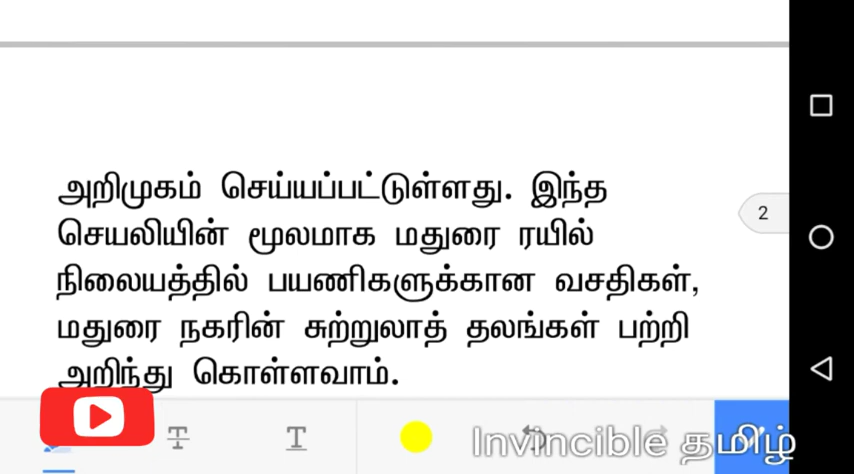 அறிமுகம் செய்யப்பட்டுள்ளது. இந்த
செயலியின் மூலமாக மதுரை ரயில்
நிலையத்தில் பயணிகளுக்கான வசதிகள்,
மதுரை நகரின் சுற்றுலாத் தலங்கள் பற்றி
அறிந்து கொள்ளவாம்.
2
T T
Invincible தமிழ்